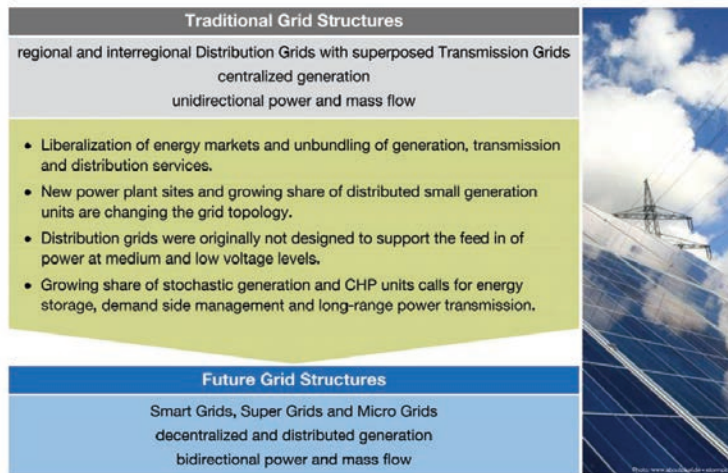 Traditional Grid Structures
regional and interregional Distribution Grids with superposed Transmission Grids
centralized generation
unidirectional power and mass flow
• Liberalization of energy markets and unbundling of generation, transmission
and distribution services.
• New power plant sites and growing share of distributed small generation
units are changing the grid topology.
• Distribution grids were originally not designed to support the feed in of
power at medium and low voltage levels.
• Growing share of stochastic generation and CHP units calls for energy
storage, demand side management and long-range power transmission.
Future Grid Structures
Smart Grids, Super Grids and Micro Grids
decentralized and distributed generation
bidirectional power and mass flow